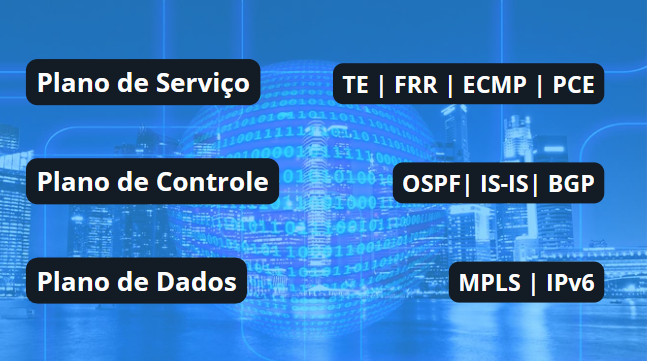 Plano de Serviço
TE | FRR | ECMP | PCE
Plano de Controle
OSPF| IS-IS| BGP
Plano de Dados
MPLS | IPv6